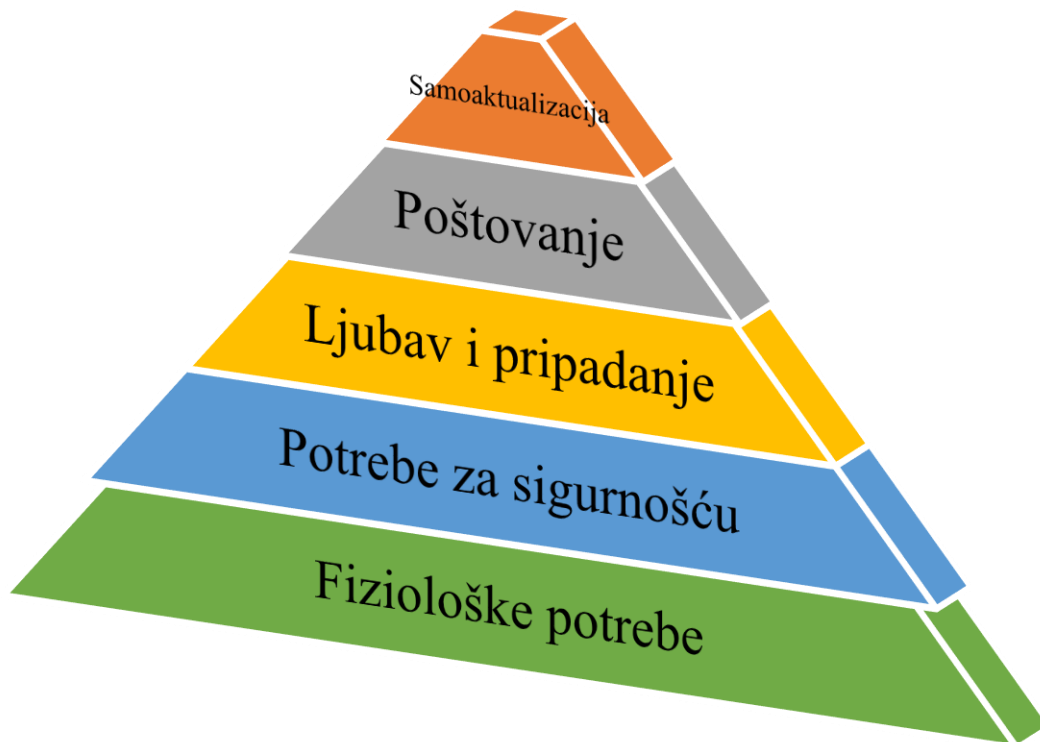 Samoaktualizacija
Poštovanje
Ljubav i pripadanje
Potrebe za sigurnošću
Fiziološke potrebe